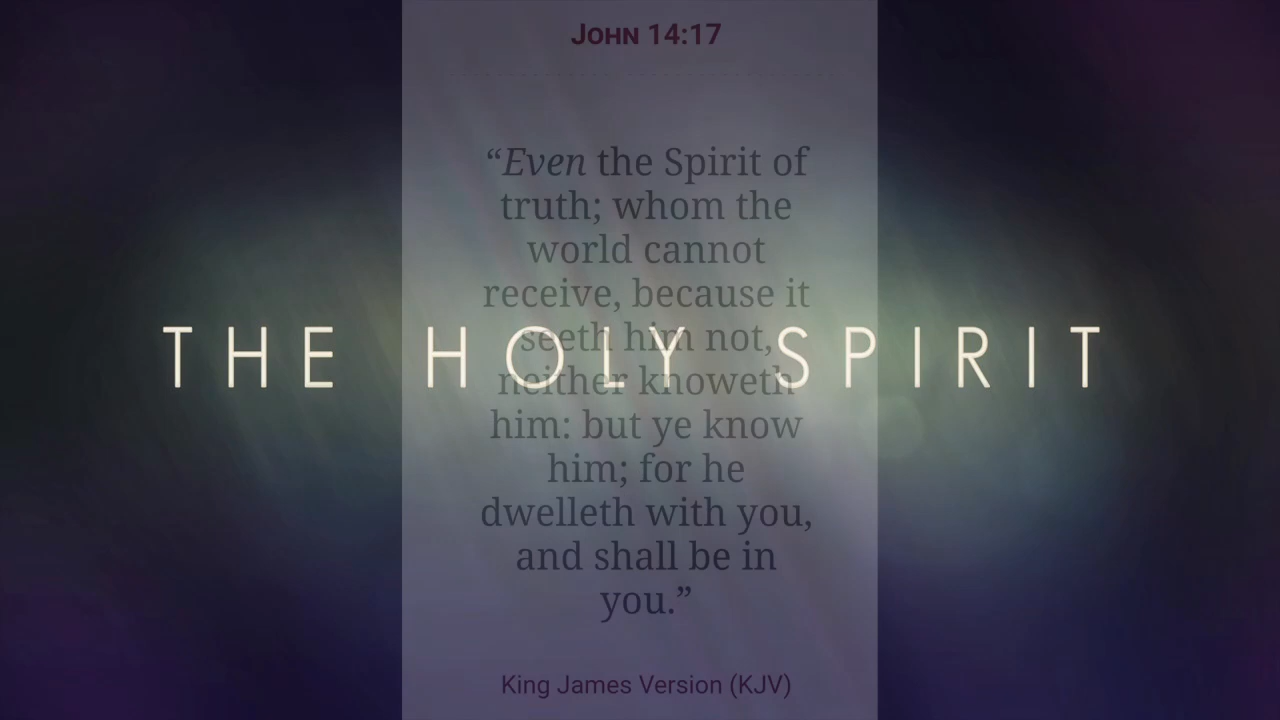 John 14:17
“Even the Spirit of
truth; whom the
world cannot
receive, because it
seeth him not,
THE HOLY SPIRIT
neither knoweth
him: but ye know
him; for he
dwelleth with you,
and shall be in
you.”
King James Version (KJV)